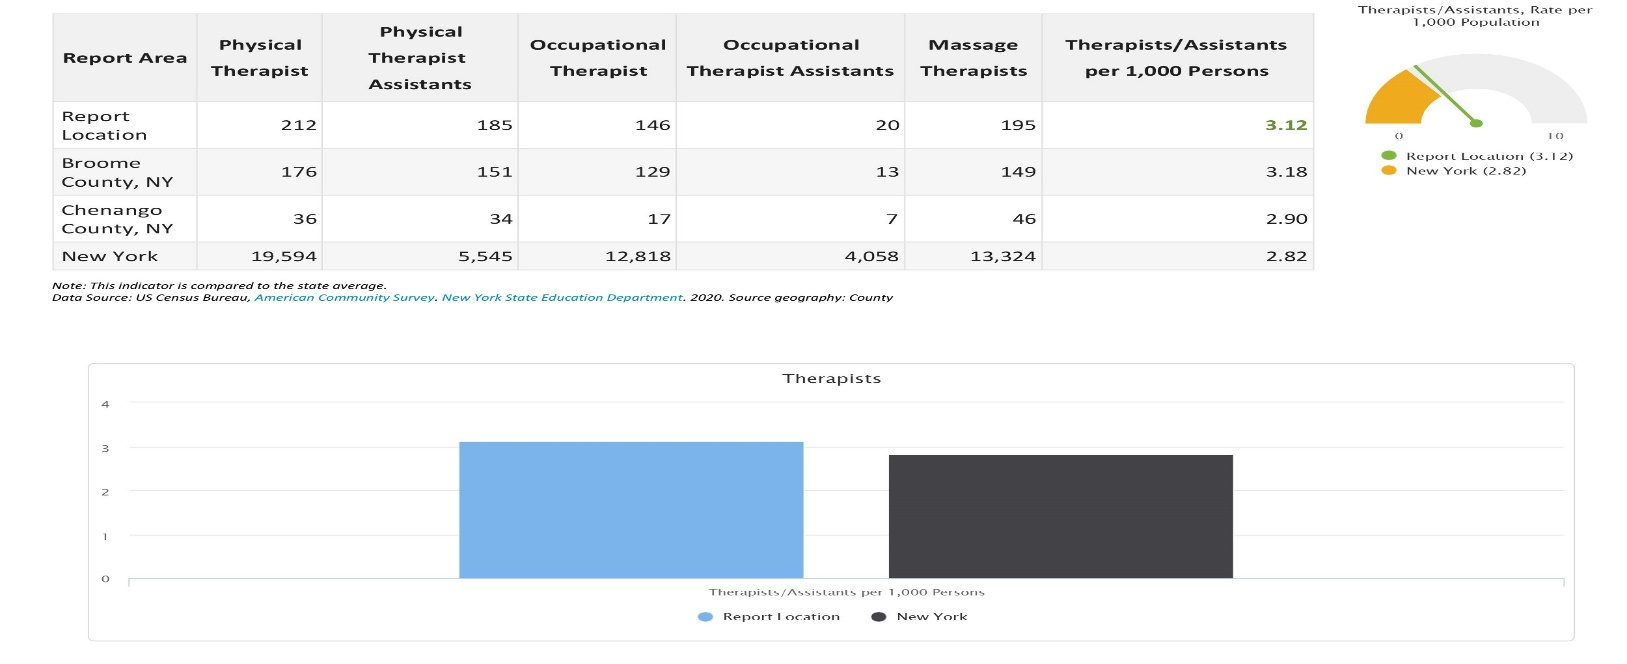 Report Area
Physical
Therapist
Physical
Therapist
Assistants
Occupational
Therapist
Occupational
Therapist Assistants
Massage
Therapists
Therapists/Assistants
per 1,000 Persons
Report
Location
212
185
146
20
195
3.12
Broome
County, NY
176
151
129
13
149
3.18
Chenango
County, NY
36
34
17
7
46
2.90
New York
19,594
5,545
12,818
4,058
13,324
2.82
Note: This indicator is compared to the state average.
Data Source: US Census Bureau, American Community Survey. New York State Education Department. 2020. Source geography: County
Therapists/Assistants, Rate per
1,000 Population
0
10
Report Location (3.12)
New York (2.82)
Therapists
4
3
2
1
0
Therapists/Assistants per 1,000 Persons
Report Location
New York